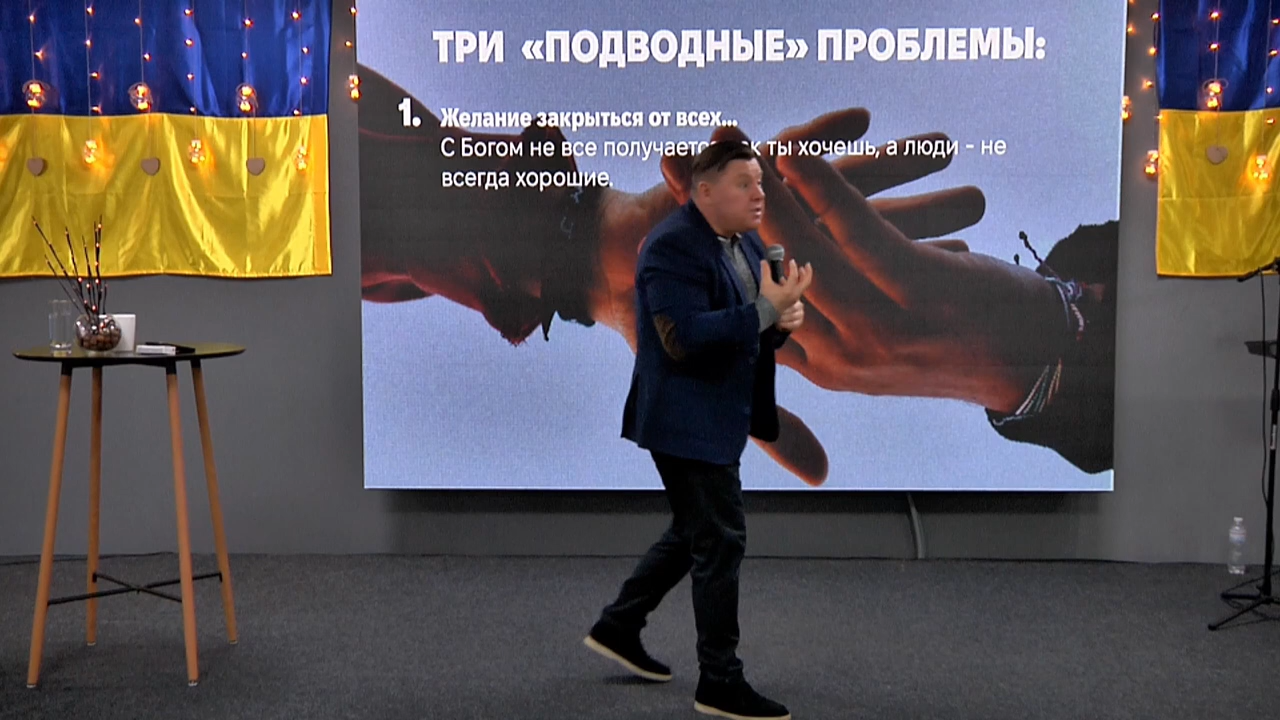 ТРИ «ПОДВОДНЫЕ» ПРОБЛЕМЫ:
1. Желание закрыться от всех...
С Богом не все ты хочешь, а люди - не
всегда хорошие.